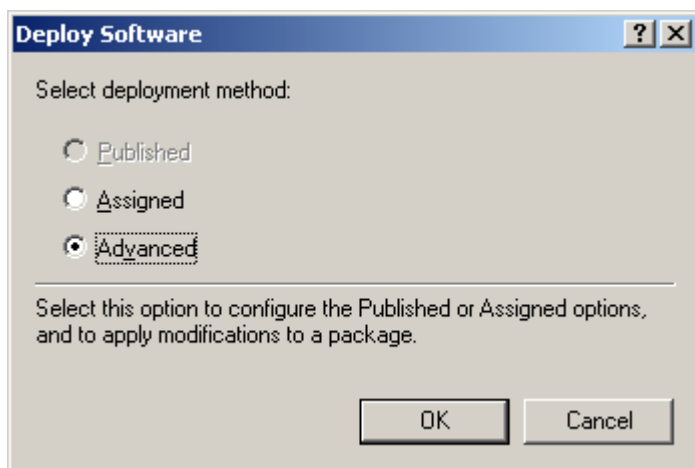 Deploy Software
Select deployment method:
Published
Assigned
Advanced
Select this option to configure the Published or Assigned options,
and to apply modifications to a package.
OK Cancel